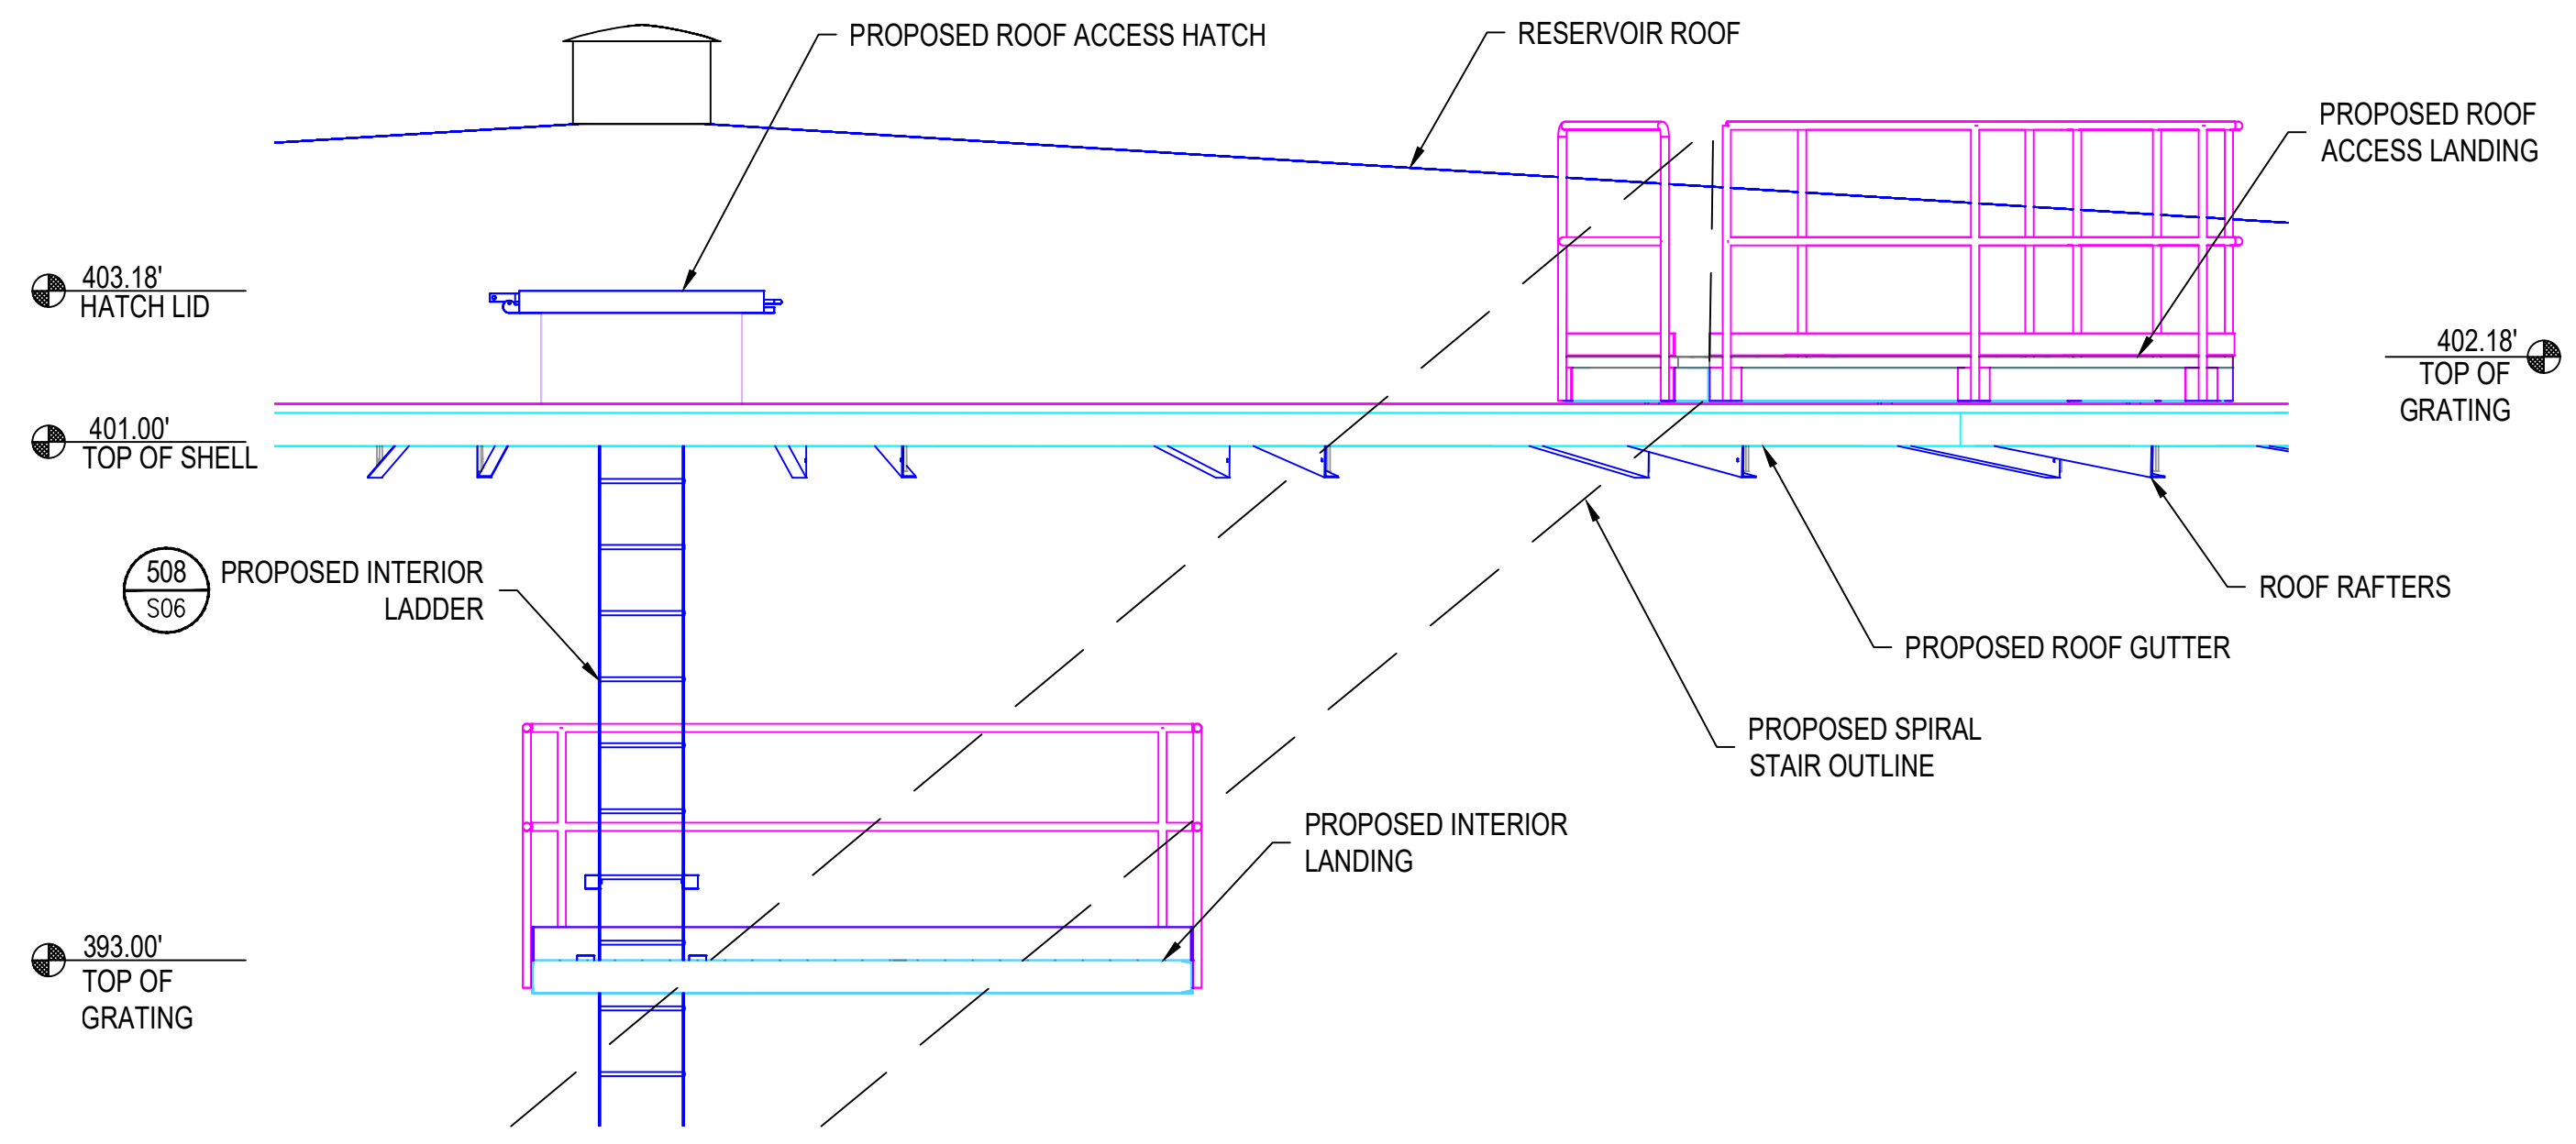 PROPOSED ROOF ACCESS HATCH
RESERVOIR ROOF
PROPOSED ROOF
ACCESS LANDING
403.18'
HATCH LID
402.18'
TOP OF
GRATING
401.00'
TOP OF SHELL
508
S06
PROPOSED INTERIOR
LADDER
ROOF RAFTERS
PROPOSED ROOF GUTTER
PROPOSED SPIRAL
STAIR OUTLINE
PROPOSED INTERIOR
LANDING
393.00'
TOP OF
GRATING